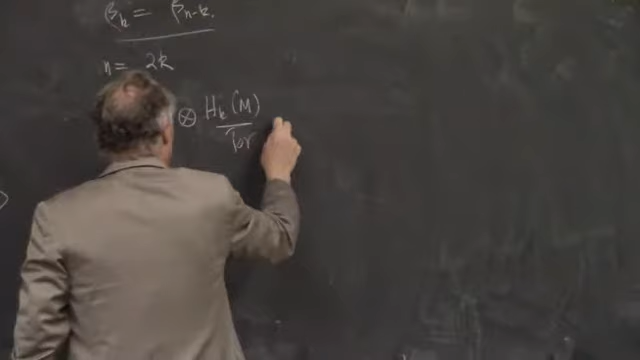 βₖ = βₙ₋ₖ.
n = 2k
⊗ Hₖ(M)
tor